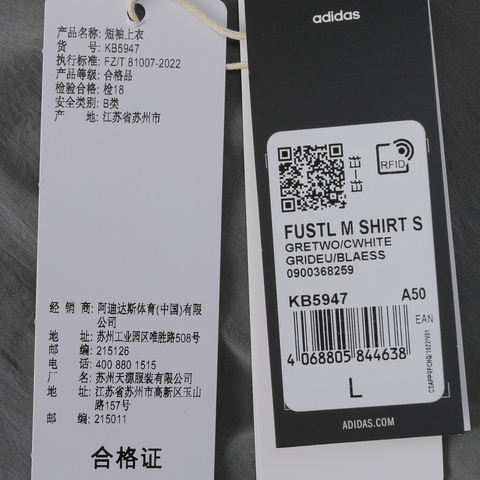 产品名称: 短袖上衣
货 号: KB5947
执行标准: FZ/T 81007-2022
产品等级: 合格品
检验合格: 检18
安全类别: B类
产 地: 江苏省苏州市
经 销 商: 阿迪达斯体育(中国)有限
公司
地 址: 苏州工业园区唯胜路508号
邮 编: 215126
电 话: 400 880 1515
厂 名: 苏州天源服装有限公司
地 址: 江苏省苏州市高新区玉山
路157号
邮 编: 215011
合格证
adidas
RFID
FUSTL M SHIRT S
GRETWO/CWHITE
GRIDEU/BLAESS
0900368259
KB5947 A50
EAN
4 068805 844638
L
ADIDAS.COM